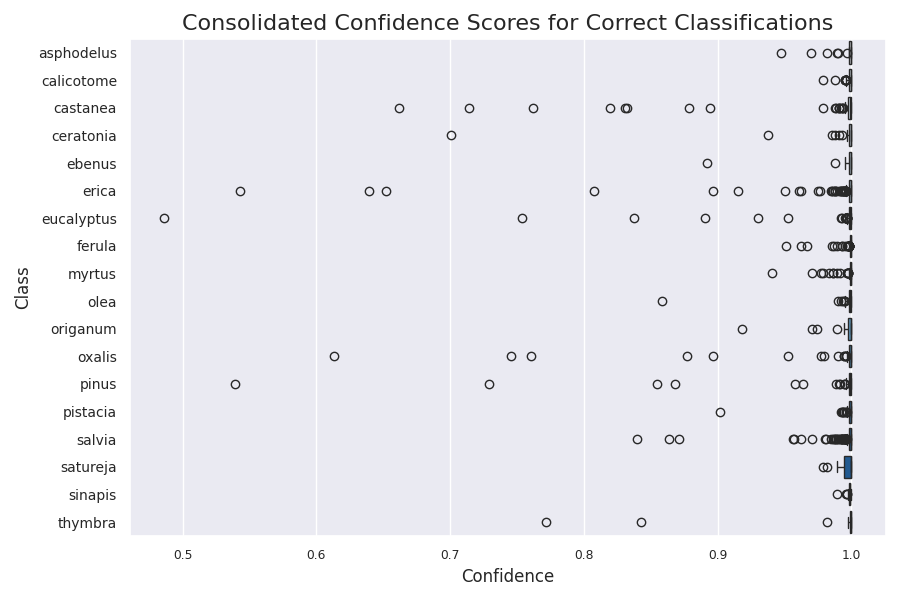 Consolidated Confidence Scores for Correct Classifications
asphodelus
calicotome
castanea
ceratonia
ebenus
erica
eucalyptus
ferula
myrtus
olea
origanum
oxalis
pinus
pistacia
salvia
satureja
sinapis
thymbra
Class
0.5 0.6 0.7 0.8 0.9 1.0
Confidence